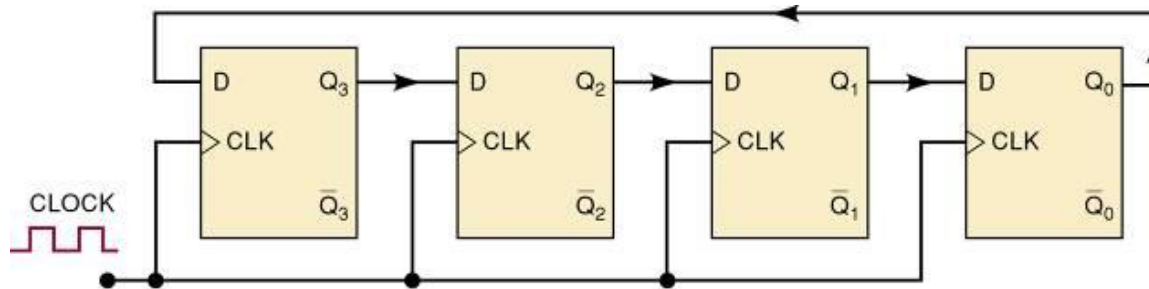 D Q₃ D Q₂ D Q₁ D Q₀
CLK CLK CLK CLK
CLOCK Q̅₃ Q̅₂ Q̅₁ Q̅₀